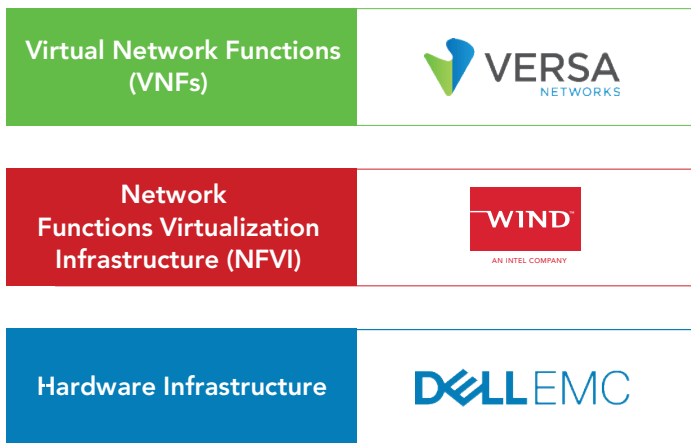 Virtual Network Functions
(VNFs)
VERSA
NETWORKS
Network
Functions Virtualization
Infrastructure (NFVI)
WIND
AN INTEL COMPANY
Hardware Infrastructure
DELL EMC